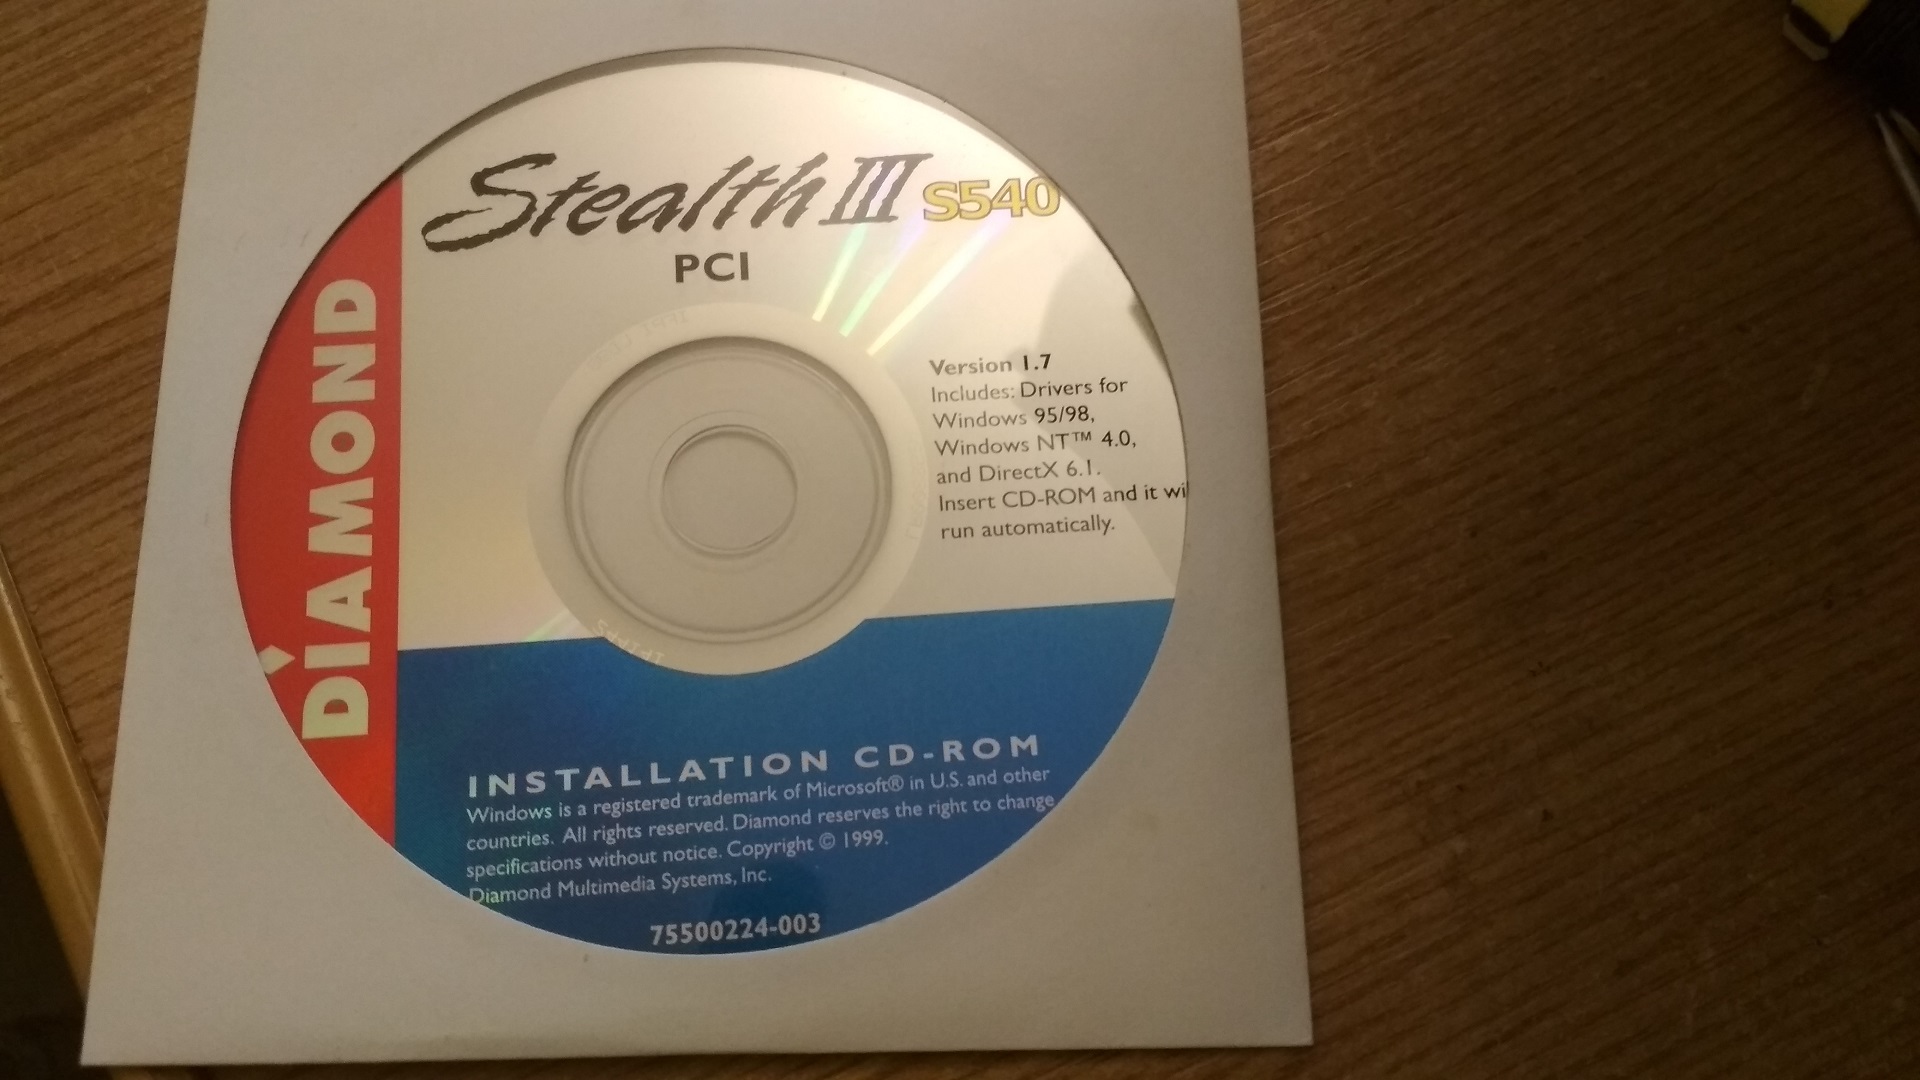 Stealth III S540
PCI
DIAMOND
Version 1.7
Includes: Drivers for
Windows 95/98,
Windows NT™ 4.0,
and DirectX 6.1.
Insert CD-ROM and it wil
run automatically.
INSTALLATION CD-ROM
Windows is a registered trademark of Microsoft® in U.S. and other
countries. All rights reserved. Diamond reserves the right to change
specifications without notice. Copyright © 1999.
Diamond Multimedia Systems, Inc.
75500224-003